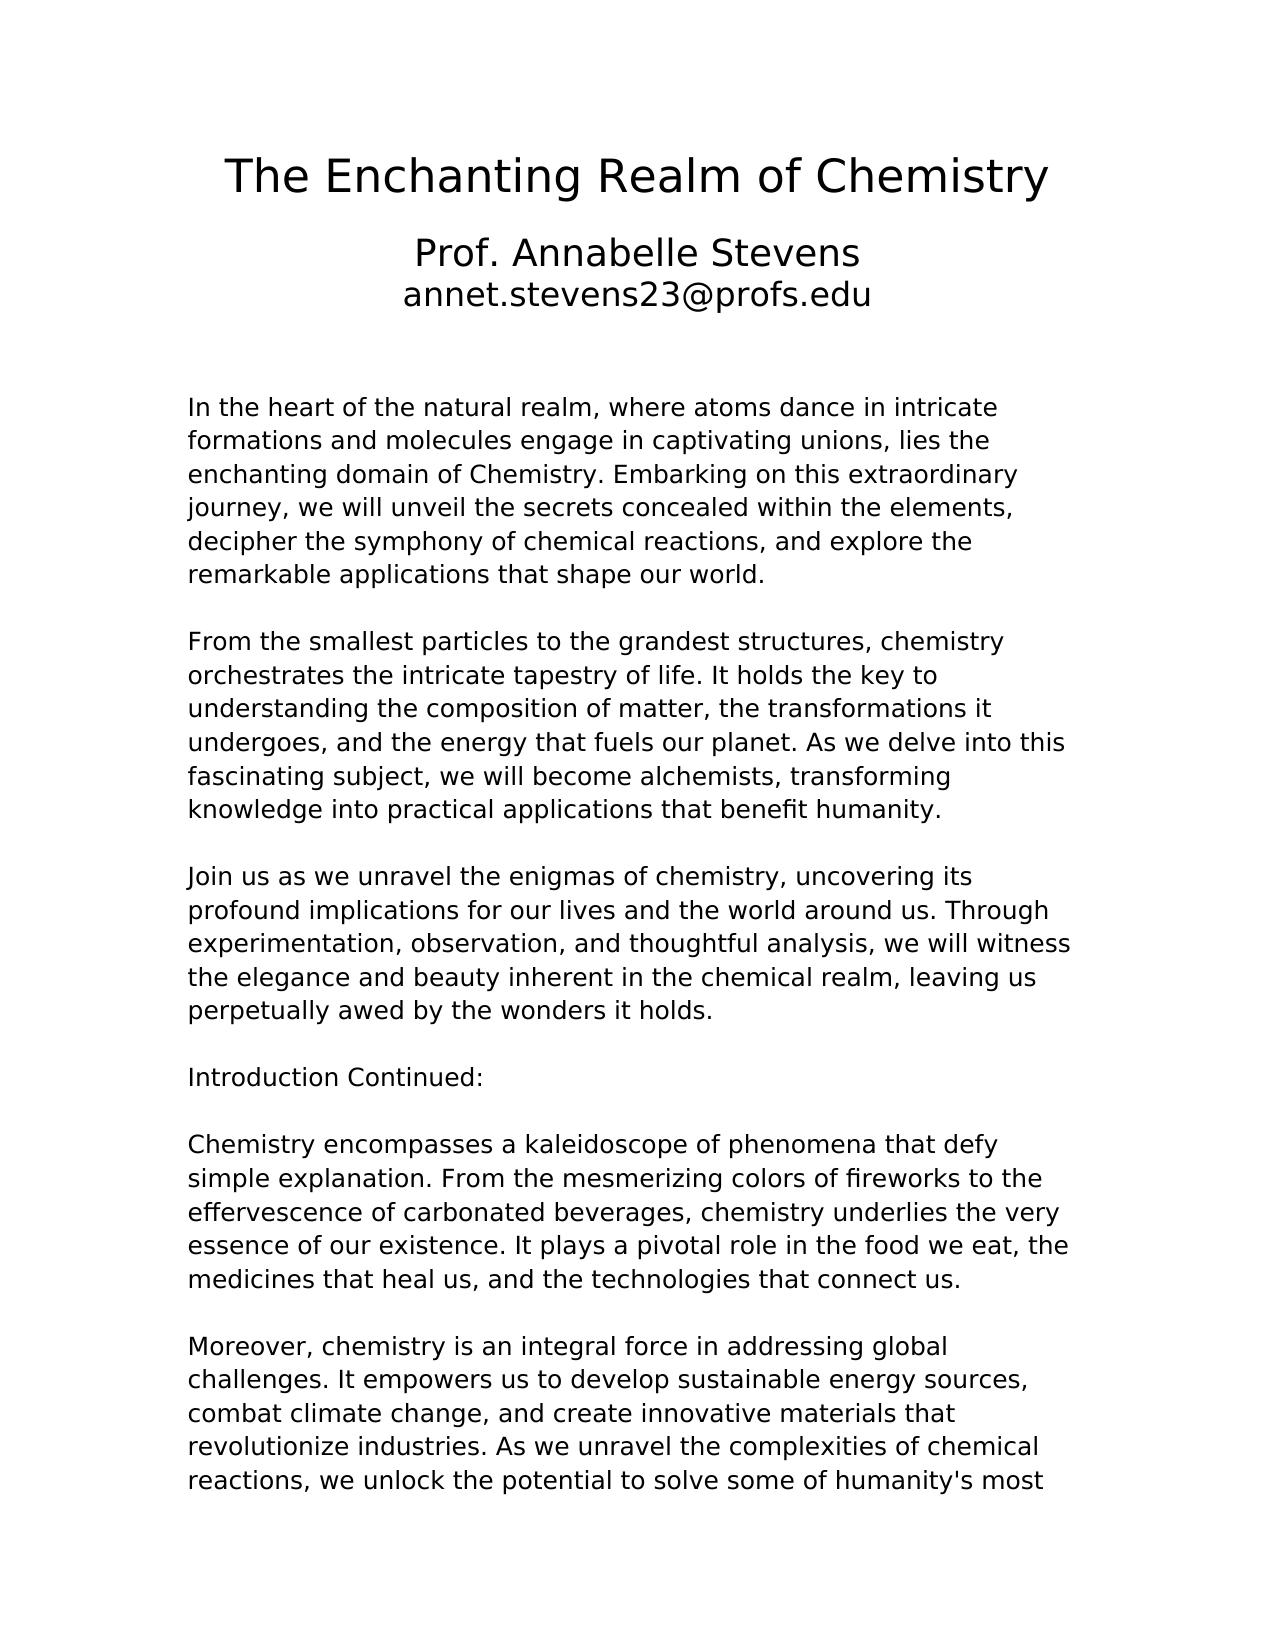 The Enchanting Realm of Chemistry
Prof. Annabelle Stevens
annet.stevens23@profs.edu
In the heart of the natural realm, where atoms dance in intricate
formations and molecules engage in captivating unions, lies the
enchanting domain of Chemistry. Embarking on this extraordinary
journey, we will unveil the secrets concealed within the elements,
decipher the symphony of chemical reactions, and explore the
remarkable applications that shape our world.
From the smallest particles to the grandest structures, chemistry
orchestrates the intricate tapestry of life. It holds the key to
understanding the composition of matter, the transformations it
undergoes, and the energy that fuels our planet. As we delve into this
fascinating subject, we will become alchemists, transforming
knowledge into practical applications that benefit humanity.
Join us as we unravel the enigmas of chemistry, uncovering its
profound implications for our lives and the world around us. Through
experimentation, observation, and thoughtful analysis, we will witness
the elegance and beauty inherent in the chemical realm, leaving us
perpetually awed by the wonders it holds.
Introduction Continued:
Chemistry encompasses a kaleidoscope of phenomena that defy
simple explanation. From the mesmerizing colors of fireworks to the
effervescence of carbonated beverages, chemistry underlies the very
essence of our existence. It plays a pivotal role in the food we eat, the
medicines that heal us, and the technologies that connect us.
Moreover, chemistry is an integral force in addressing global
challenges. It empowers us to develop sustainable energy sources,
combat climate change, and create innovative materials that
revolutionize industries. As we unravel the complexities of chemical
reactions, we unlock the potential to solve some of humanity's most